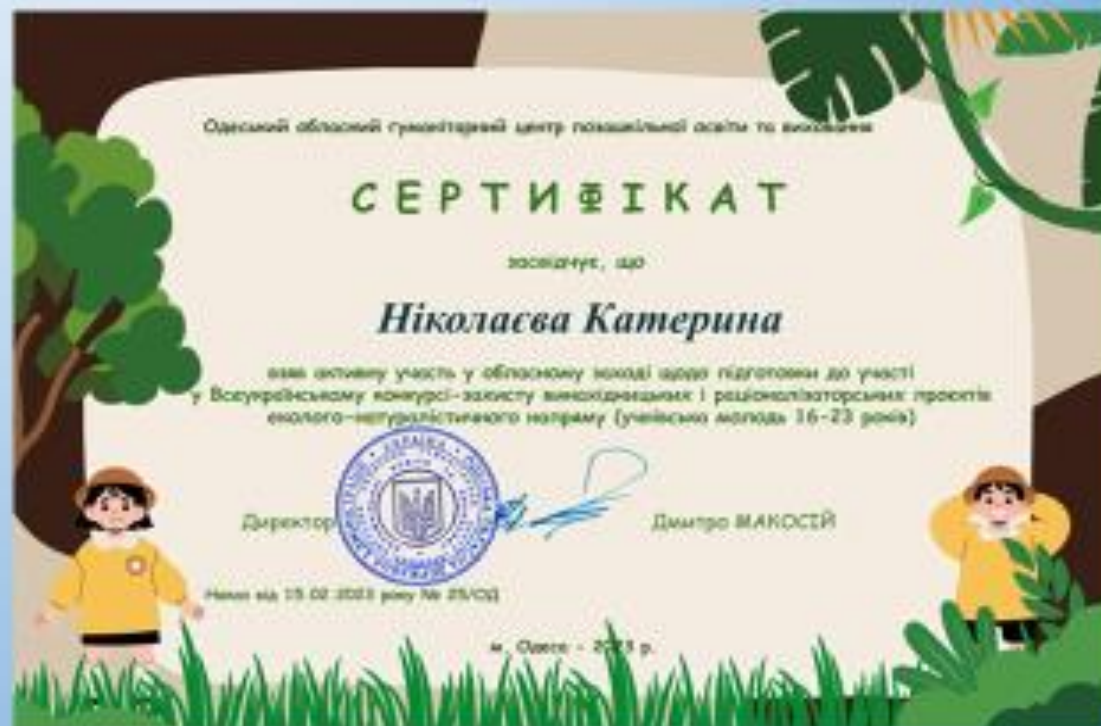 Одеський обласний гуманітарний центр позашкільної освіти та виховання
СЕРТИФІКАТ
засвідчує, що
Ніколаєва Катерина
взяв активну участь у обласному заході щодо підготовки до участі
у Всеукраїнському конкурсі-захисту винахідницьких і раціоналізаторських проєктів
еколого-натуралістичного напряму (учнівська молодь 16-23 років)
Директор
Дмитро МАКОСІЙ
Наказ від 15.02.2023 року № 25/ОД
м. Одеса - 2023 р.